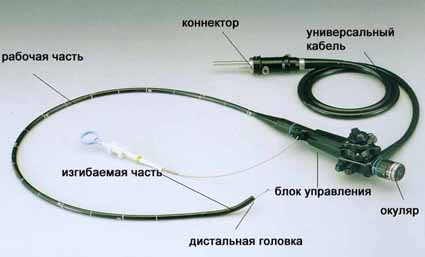 коннектор
универсальный
кабель
рабочая часть
изгибаемая часть
блок управления
окуляр
дистальная головка